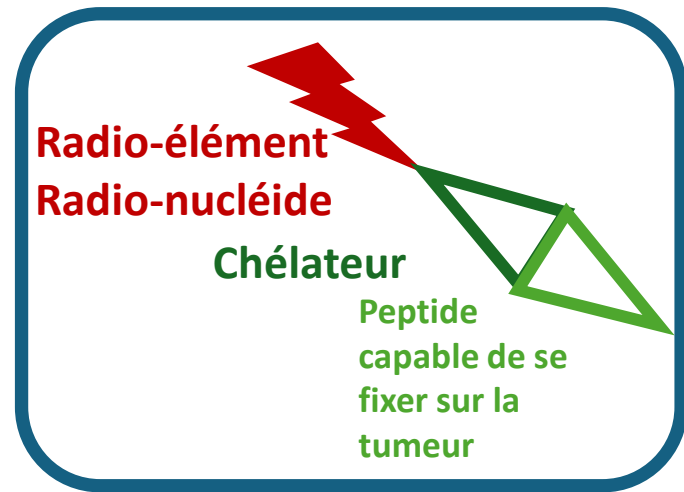 Radio-élément
Radio-nucléide
Chélateur
Peptide
capable de se
fixer sur la
tumeur